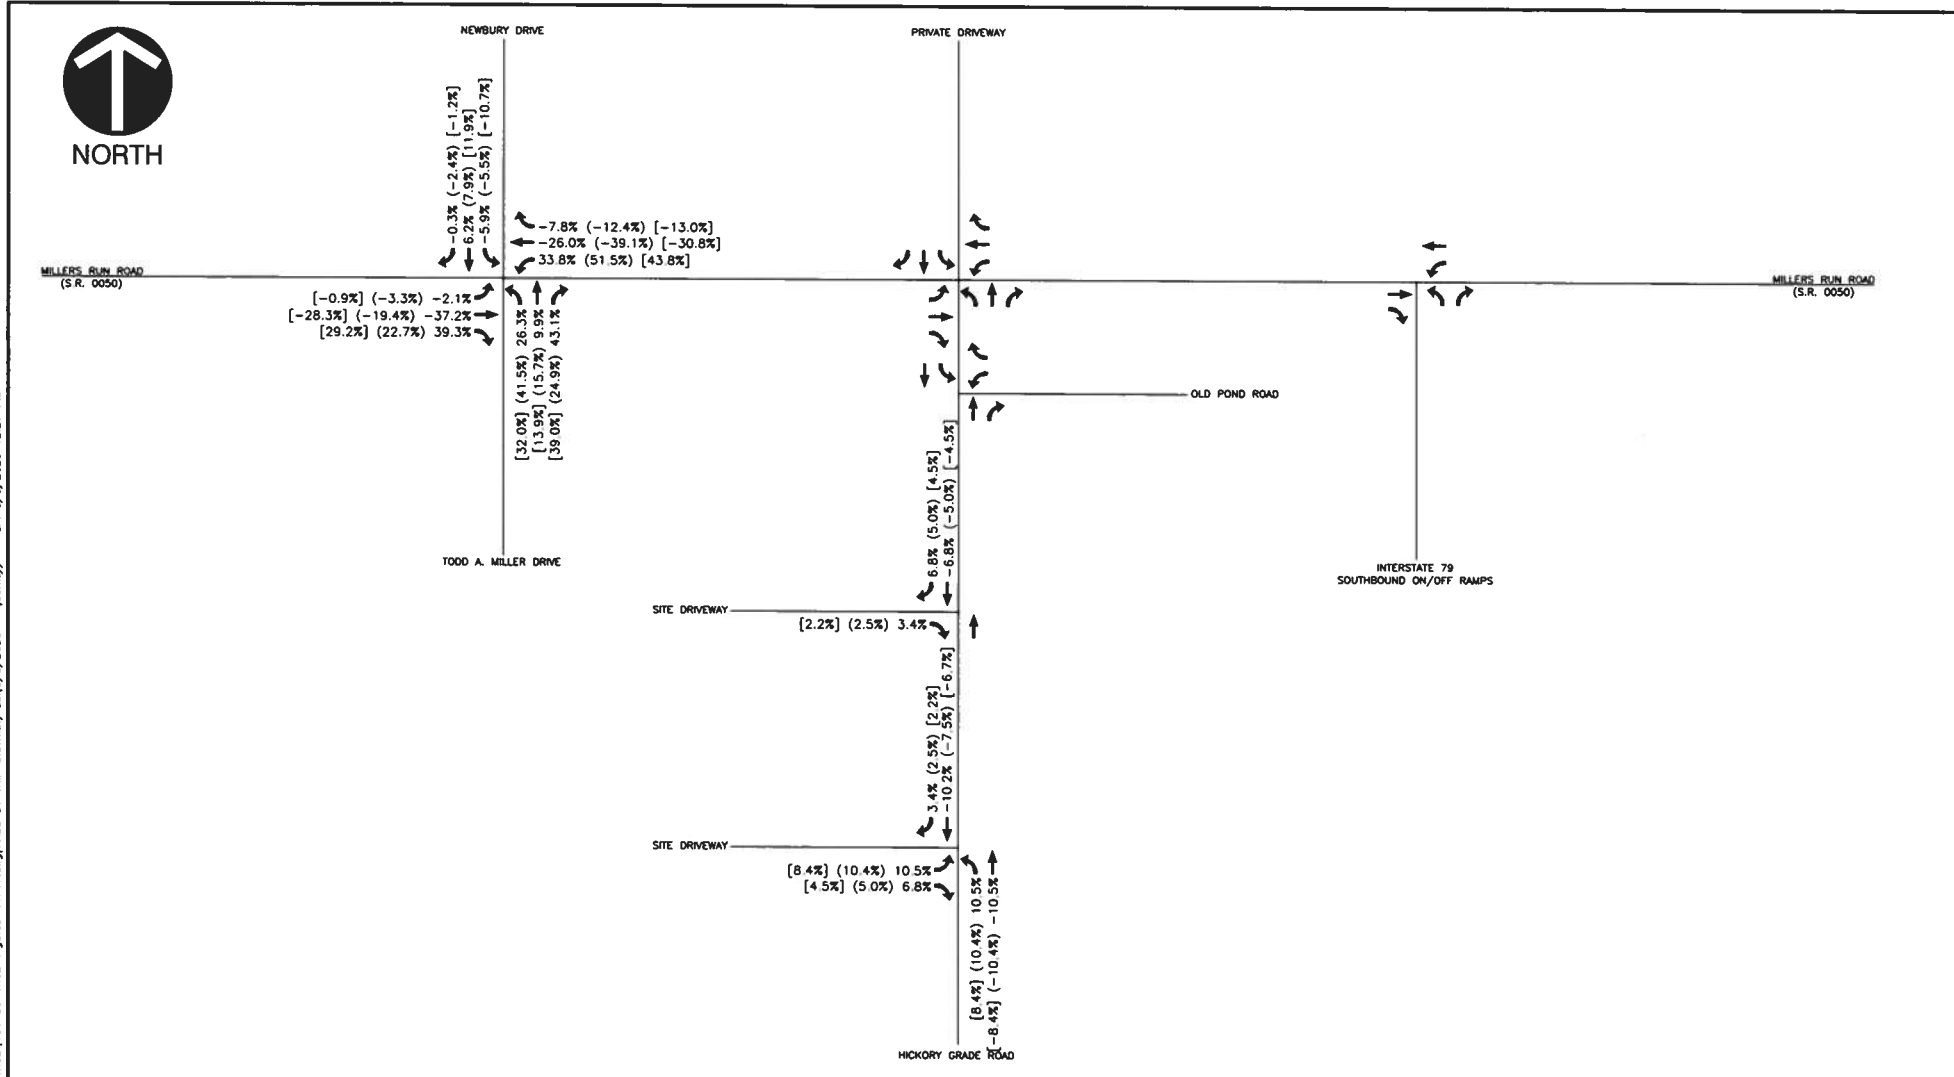 NORTH
NEWBURY DRIVE
PRIVATE DRIVEWAY
-0.3% (-2.4%) [-1.2%]
6.2% (7.9%) [11.9%]
-5.9% (-5.5%) [-10.7%]
-7.8% (-12.4%) [-13.0%]
-26.0% (-39.1%) [-30.8%]
33.8% (51.5%) [43.8%]
MILLERS RUN ROAD
(S.R. 0050)
MILLERS RUN ROAD
(S.R. 0050)
[-0.9%] (-3.3%) -2.1%
[-28.3%] (-19.4%) -37.2%
[29.2%] (22.7%) 39.3%
[32.0%] (41.5%) 26.3%
[13.9%] (15.7%) 9.9%
[39.0%] (24.9%) 43.1%
OLD POND ROAD
TODD A. MILLER DRIVE
INTERSTATE 79
SOUTHBOUND ON/OFF RAMPS
6.8% (5.0%) [4.5%]
-6.8% (-5.0%) [-4.5%]
SITE DRIVEWAY
[2.2%] (2.5%) 3.4%
3.4% (2.5%) [2.2%]
-10.2% (-7.5%) [-6.7%]
SITE DRIVEWAY
[8.4%] (10.4%) 10.5%
[4.5%] (5.0%) 6.8%
[8.4%] (10.4%) 10.5%
[-8.4%] (-10.4%) -10.5%
HICKORY GRADE ROAD